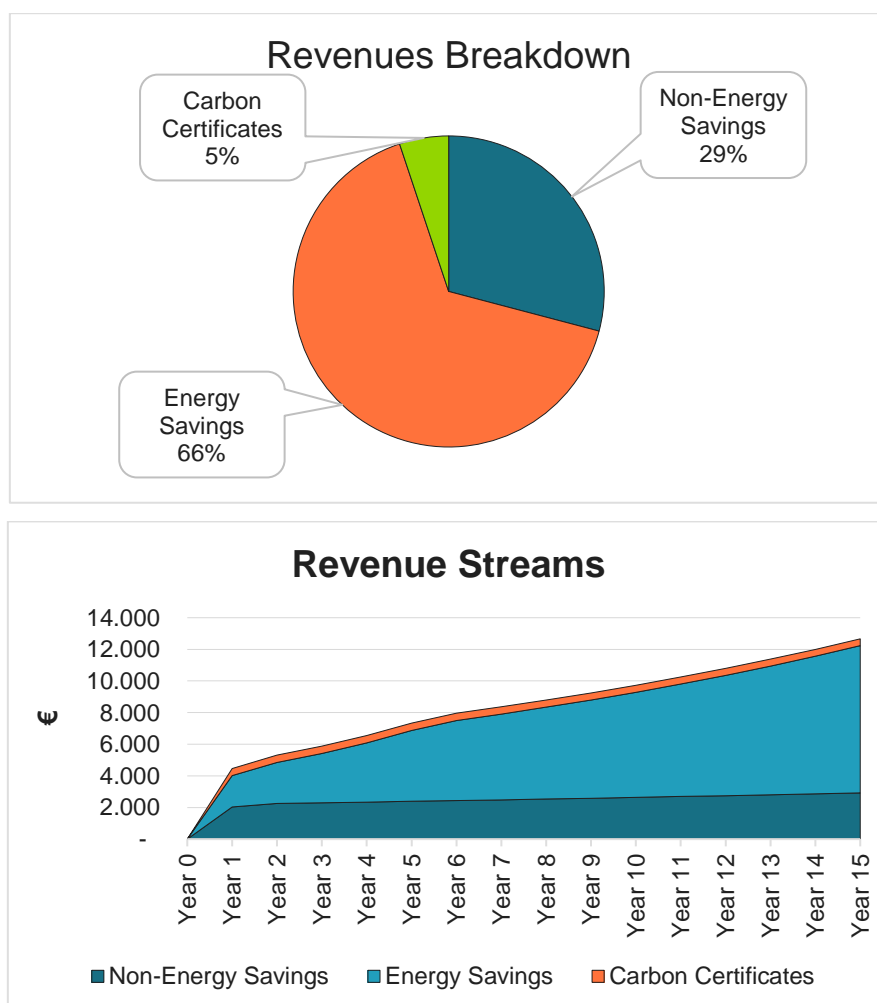 Revenues Breakdown
Carbon
Certificates
5%
Non-Energy
Savings
29%
Energy
Savings
66%
Revenue Streams
€
14.000
12.000
10.000
8.000
6.000
4.000
2.000
-
Year 0
Year 1
Year 2
Year 3
Year 4
Year 5
Year 6
Year 7
Year 8
Year 9
Year 10
Year 11
Year 12
Year 13
Year 14
Year 15
Non-Energy Savings
Energy Savings
Carbon Certificates